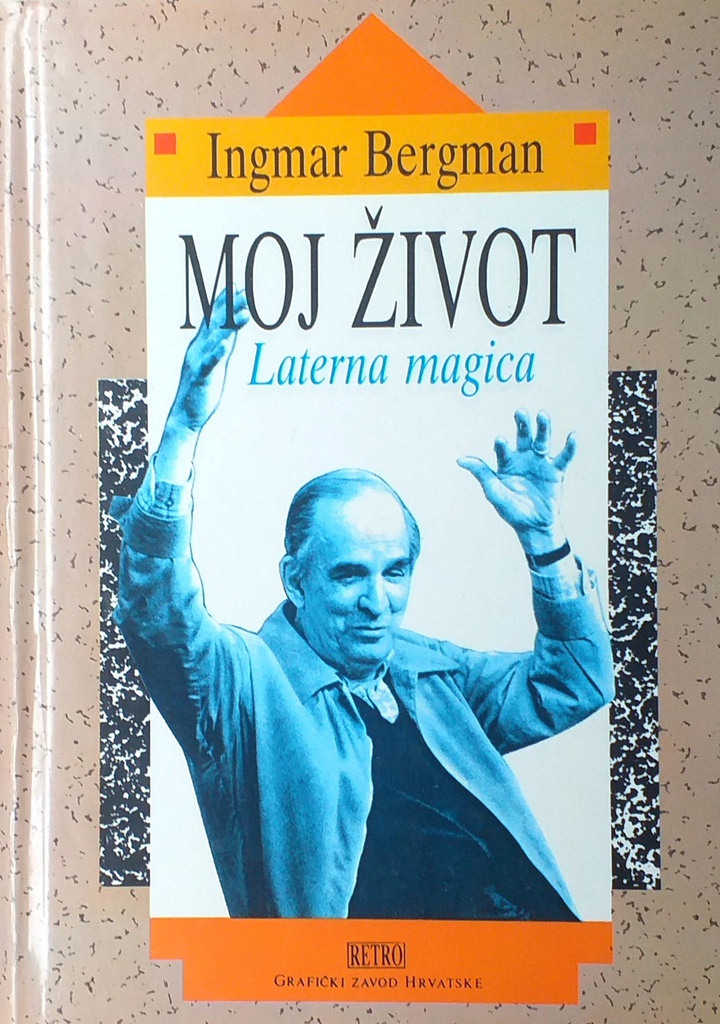 Ingmar Bergman
MOJ ŽIVOT
Laterna magica
RETRO
GRAFIČKI ZAVOD HRVATSKE